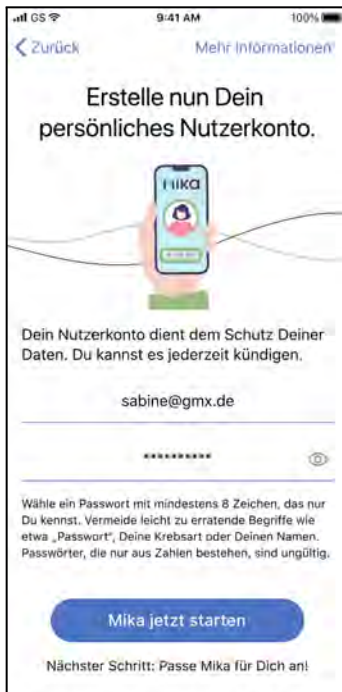 GS 9:41 AM 100%
Zurück Mehr Informationen
Erstelle nun Dein
persönliches Nutzerkonto.
MIKA
Dein Nutzerkonto dient dem Schutz Deiner
Daten. Du kannst es jederzeit kündigen.
sabine@gmx.de
**********
Wähle ein Passwort mit mindestens 8 Zeichen, das nur
Du kennst. Vermeide leicht zu erratende Begriffe wie
etwa „Passwort", Deine Krebsart oder Deinen Namen.
Passwörter, die nur aus Zahlen bestehen, sind ungültig.
Mika jetzt starten
Nächster Schritt: Passe Mika für Dich an!